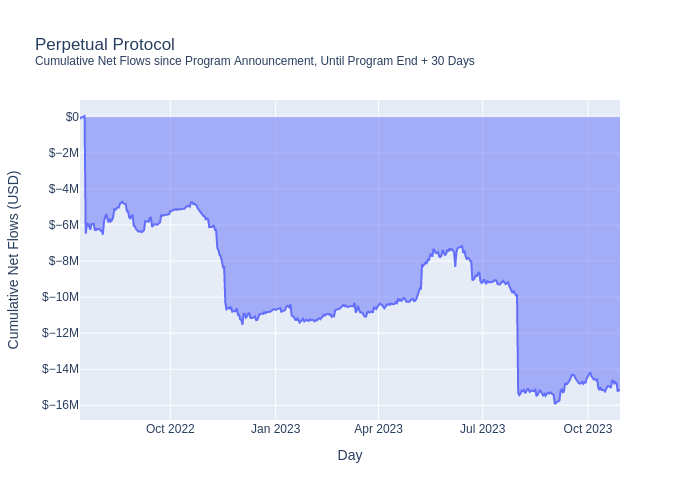 Perpetual Protocol
Cumulative Net Flows since Program Announcement, Until Program End + 30 Days
Cumulative Net Flows (USD)
$0
$−2M
$−4M
$−6M
$−8M
$−10M
$−12M
$−14M
$−16M
Oct 2022
Jan 2023
Apr 2023
Jul 2023
Oct 2023
Day